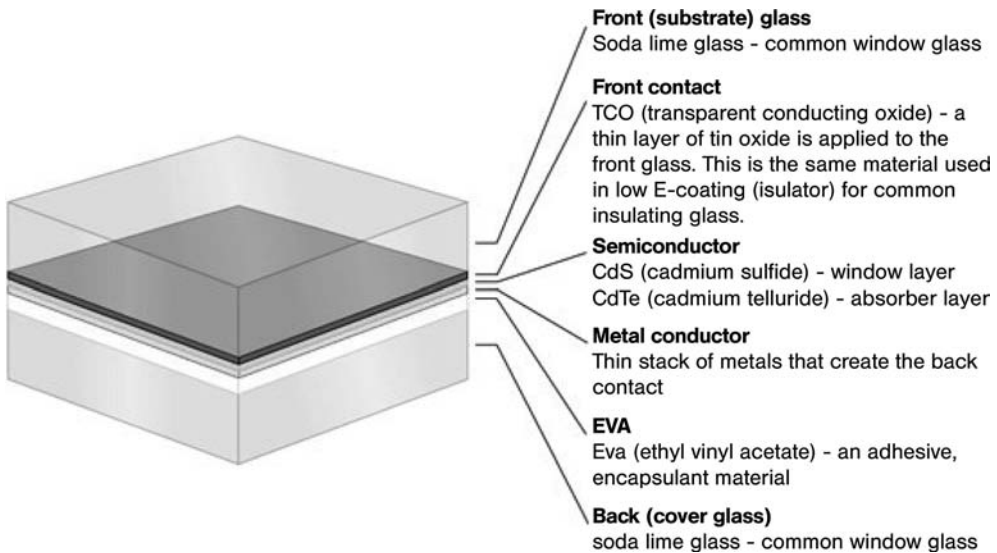 Front (substrate) glass
Soda lime glass - common window glass
Front contact
TCO (transparent conducting oxide) - a
thin layer of tin oxide is applied to the
front glass. This is the same material used
in low E-coating (isulator) for common
insulating glass.
Semiconductor
CdS (cadmium sulfide) - window layer
CdTe (cadmium telluride) - absorber layer
Metal conductor
Thin stack of metals that create the back
contact
EVA
Eva (ethyl vinyl acetate) - an adhesive,
encapsulant material
Back (cover glass)
soda lime glass - common window glass